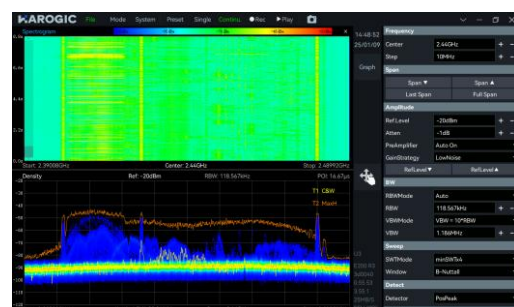 HAROGIC File Mode System Preset Single Continu. Rec Play
Spectrogram
14:48:52
25/01/09
Graph
Start: 2.39008GHz Center: 2.44GHz Stop: 2.48992GHz
Density Ref: -20dBm RBW: 118.567kHz POI: 14.67μs
T1 C&W
T2 MaxH
Frequency
Center 2.44GHz + -
Step 10MHz + -
Span
Span ▼ Span ▲
Last Span Full Span
Amplitude
Ref.Level -20dBm + -
Atten -1dB + -
PreAmplifier Auto On
GainStrategy LowNoise
RefLevel▼ RefLevel▲
BW
RBWMode Auto
RBW 118.567kHz + -
VBWMode VBW = 10*RBW
VBW 1.186MHz + -
Sweep
SWTMode minSWTx4
Window B-Nuttall
Detect
Detector PosPeak